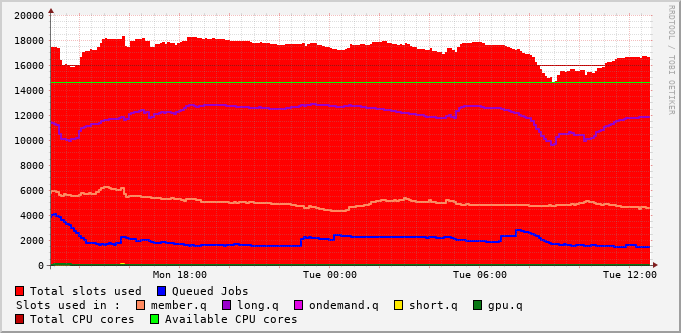 20000
18000
16000
14000
12000
10000
8000
6000
4000
2000
0
Mon 18:00 Tue 00:00 Tue 06:00 Tue 12:00
RRDTOOL / TOBI OETIKER
Total slots used Queued Jobs
Slots used in : member.q long.q ondemand.q short.q gpu.q
Total CPU cores Available CPU cores